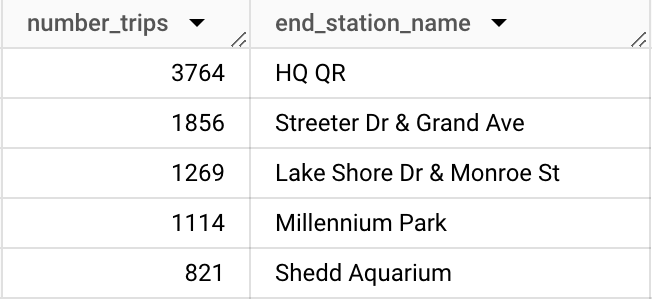 number_trips end_station_name
3764 HQ QR
1856 Streeter Dr & Grand Ave
1269 Lake Shore Dr & Monroe St
1114 Millennium Park
821 Shedd Aquarium